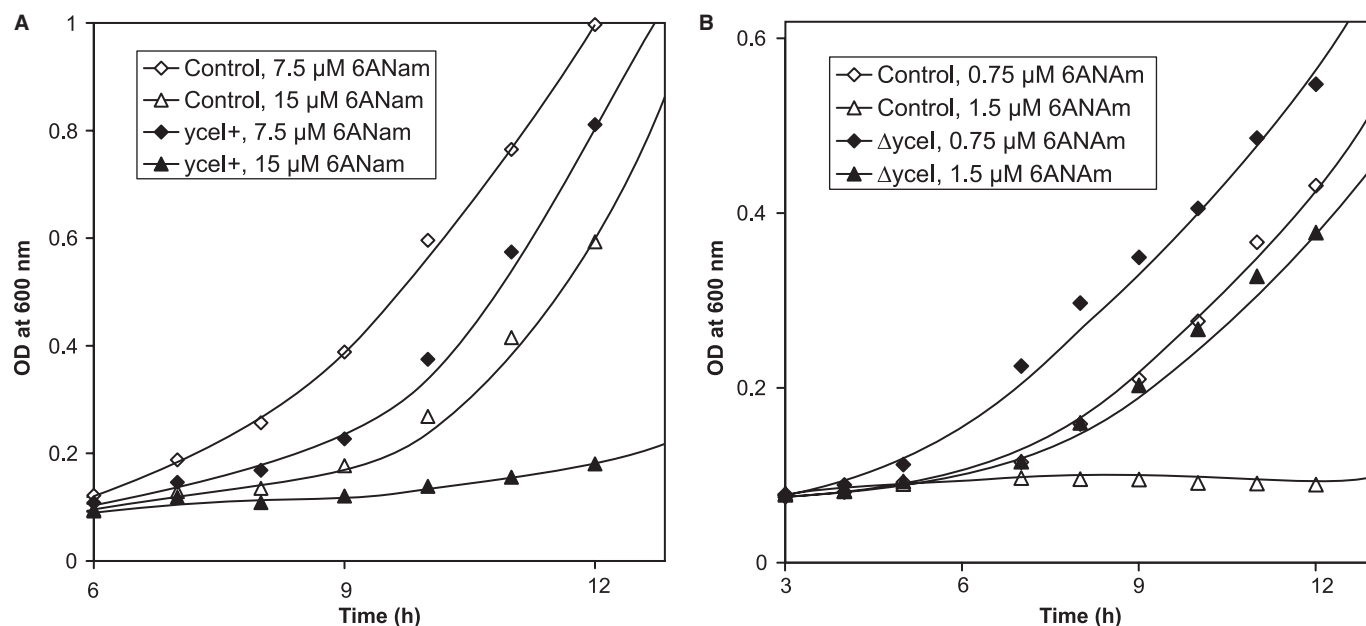 A
OD at 600 nm
1
0.8
0.6
0.4
0.2
0
Control, 7.5 µM 6ANam
Control, 15 µM 6ANam
yceI+, 7.5 µM 6ANam
yceI+, 15 µM 6ANam
6
9
12
Time (h)
B
OD at 600 nm
0.6
0.4
0.2
0
Control, 0.75 µM 6ANAm
Control, 1.5 µM 6ANAm
ΔyceI, 0.75 µM 6ANAm
ΔyceI, 1.5 µM 6ANAm
3
6
9
12
Time (h)